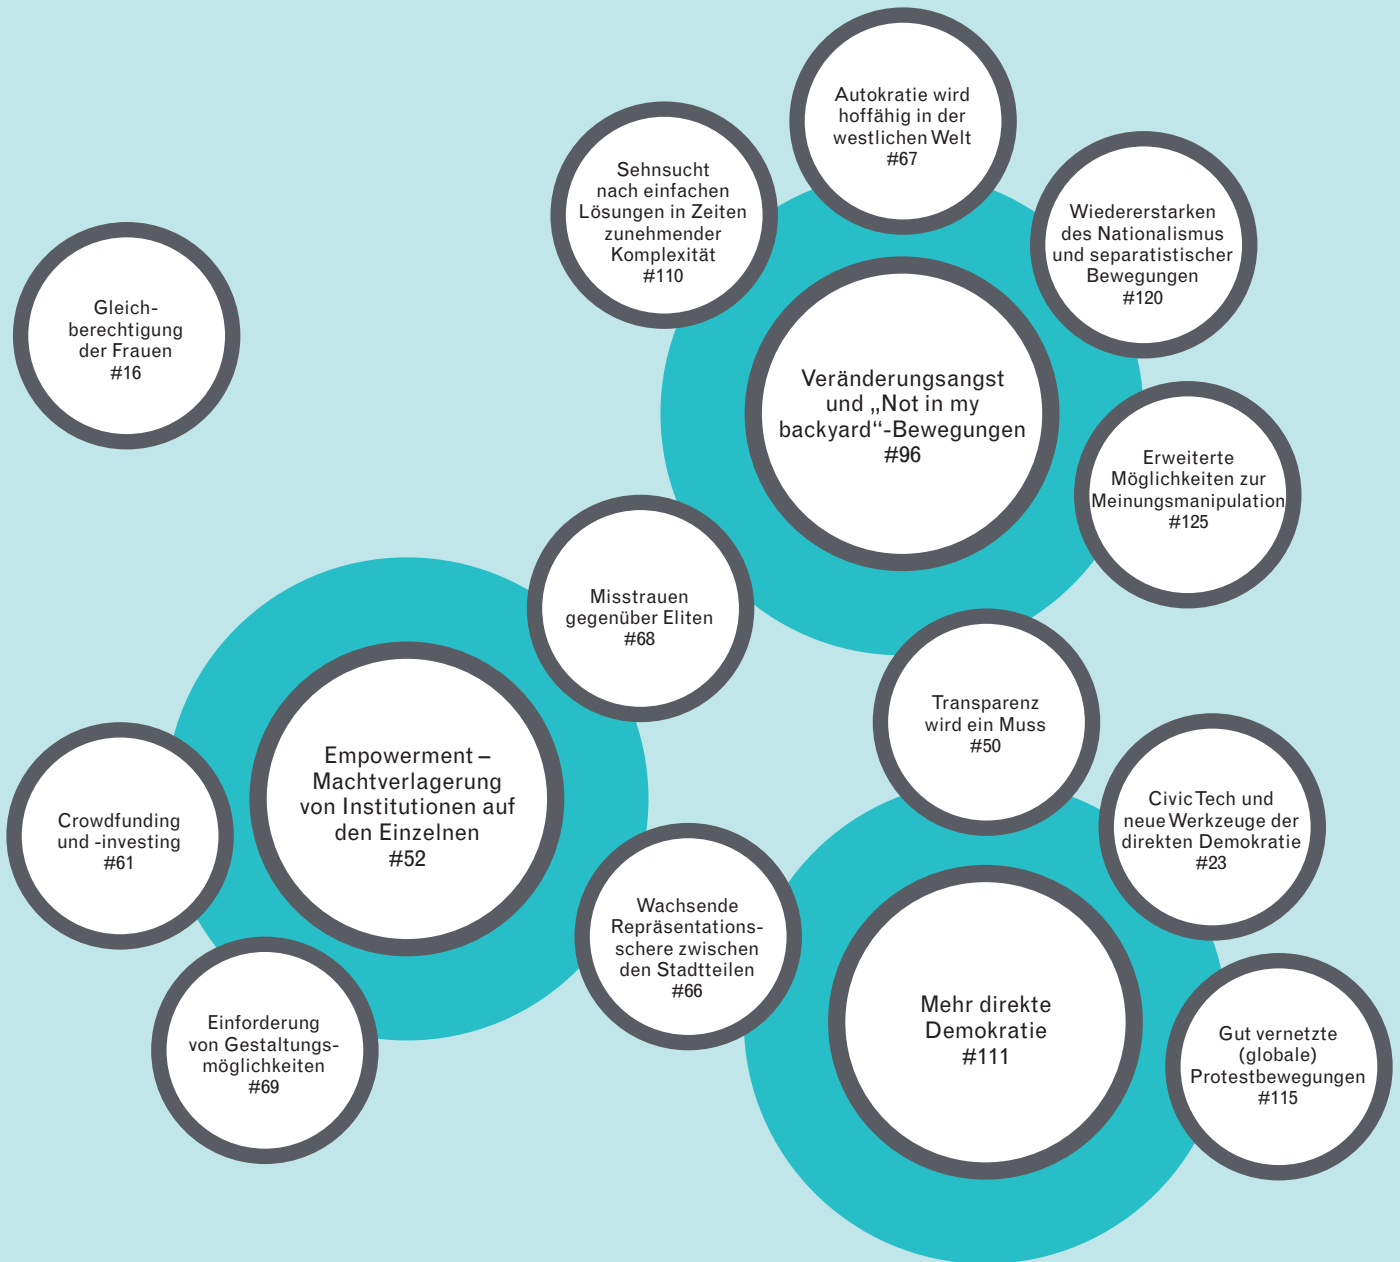 Autokratie wird
hoffähig in der
westlichen Welt
#67
Sehnsucht
nach einfachen
Lösungen in Zeiten
zunehmender
Komplexität
#110
Wiedererstarken
des Nationalismus
und separatistischer
Bewegungen
#120
Gleich-
berechtigung
der Frauen
#16
Veränderungsangst
und „Not in my
backyard“-Bewegungen
#96
Erweiterte
Möglichkeiten zur
Meinungsmanipulation
#125
Misstrauen
gegenüber Eliten
#68
Transparenz
wird ein Muss
#50
Empowerment –
Machtverlagerung
von Institutionen auf
den Einzelnen
#52
Civic Tech und
neue Werkzeuge der
direkten Demokratie
#23
Crowdfunding
und -investing
#61
Wachsende
Repräsentations-
schere zwischen
den Stadtteilen
#66
Mehr direkte
Demokratie
#111
Einforderung
von Gestaltungs-
möglichkeiten
#69
Gut vernetzte
(globale)
Protestbewegungen
#115